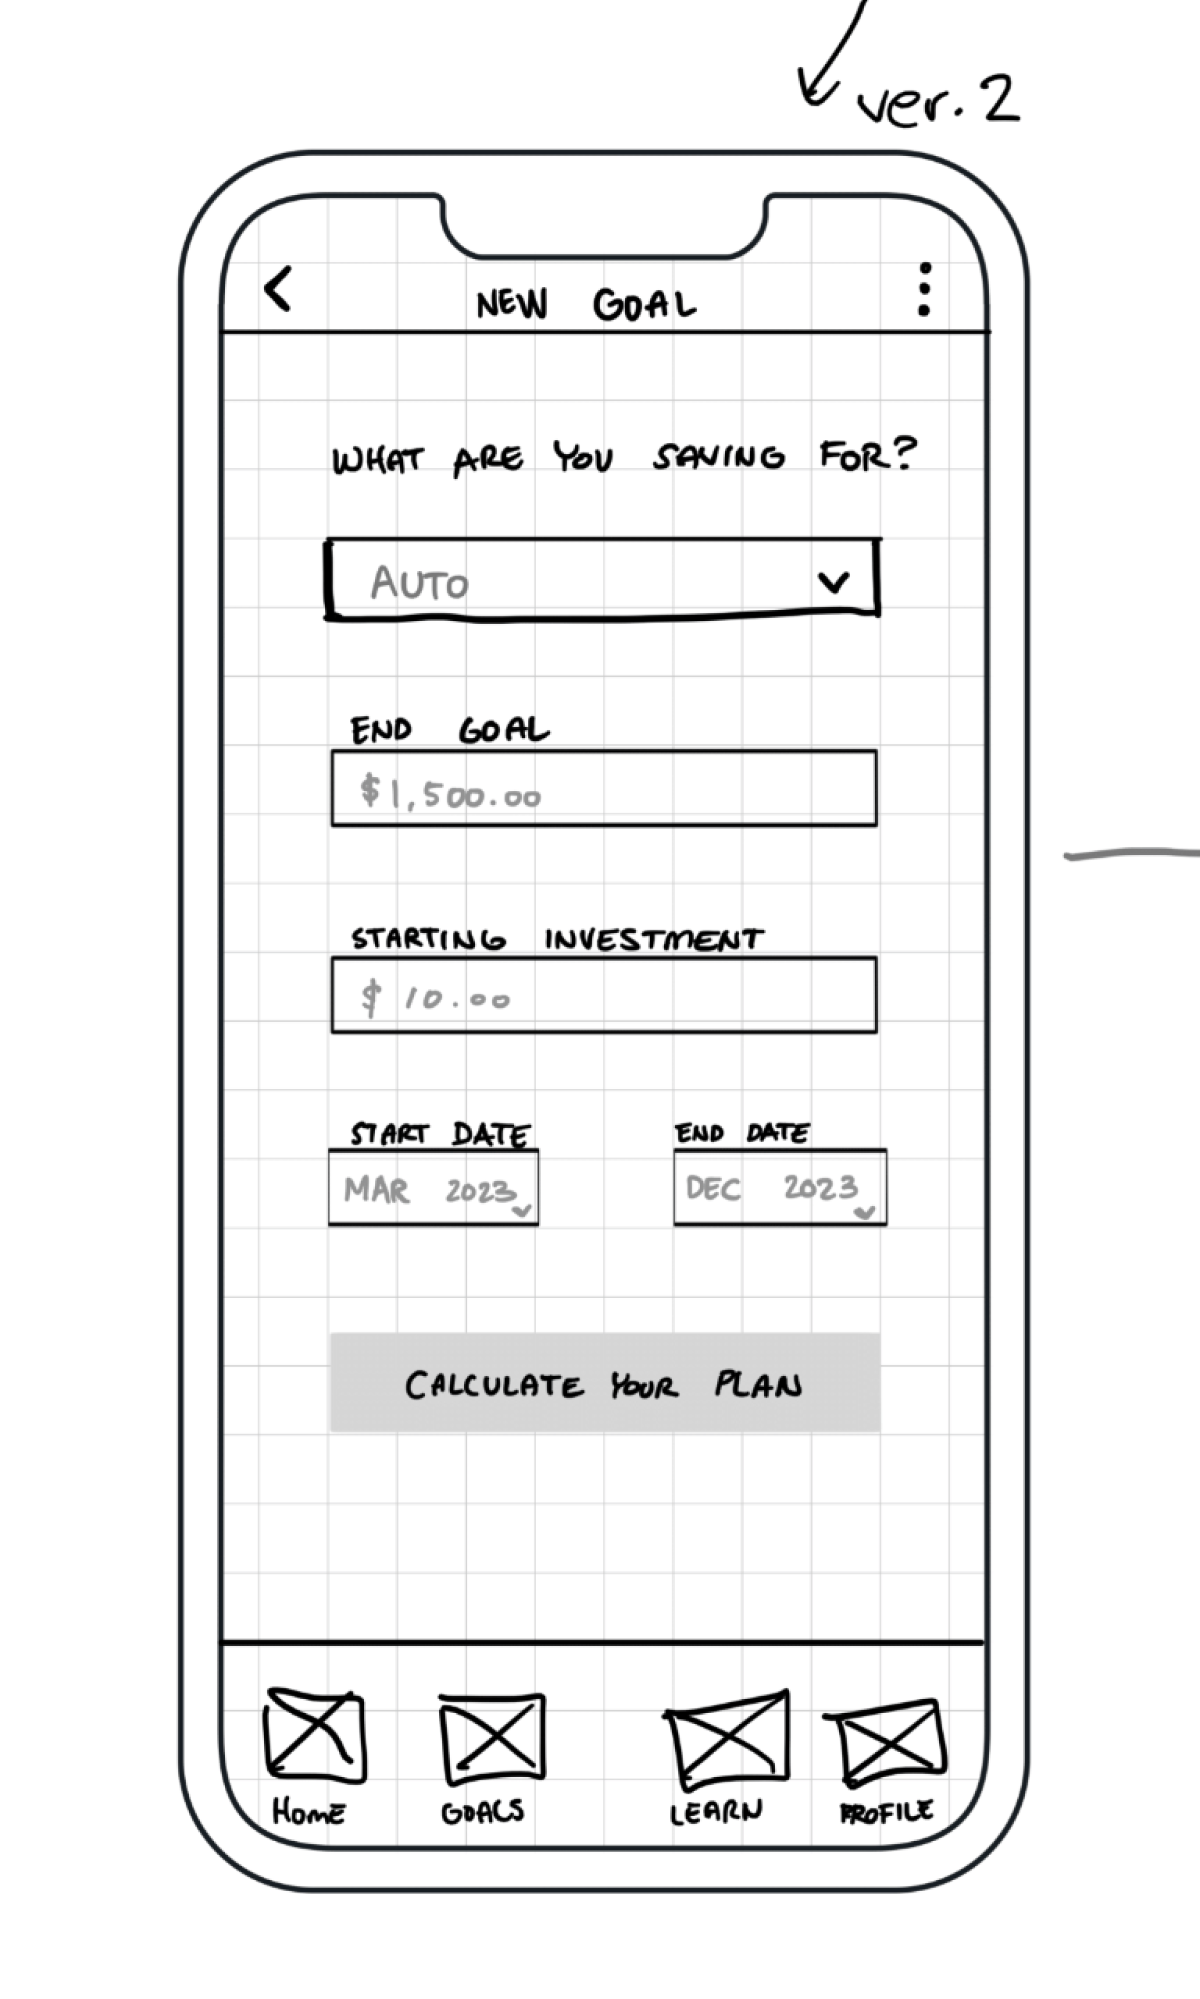 ver. 2
NEW GOAL
WHAT ARE YOU SAVING FOR?
AUTO
END GOAL
$1,500.00
STARTING INVESTMENT
$ 10.00
START DATE END DATE
MAR 2023 DEC 2023
CALCULATE YOUR PLAN
HOME GOALS LEARN PROFILE